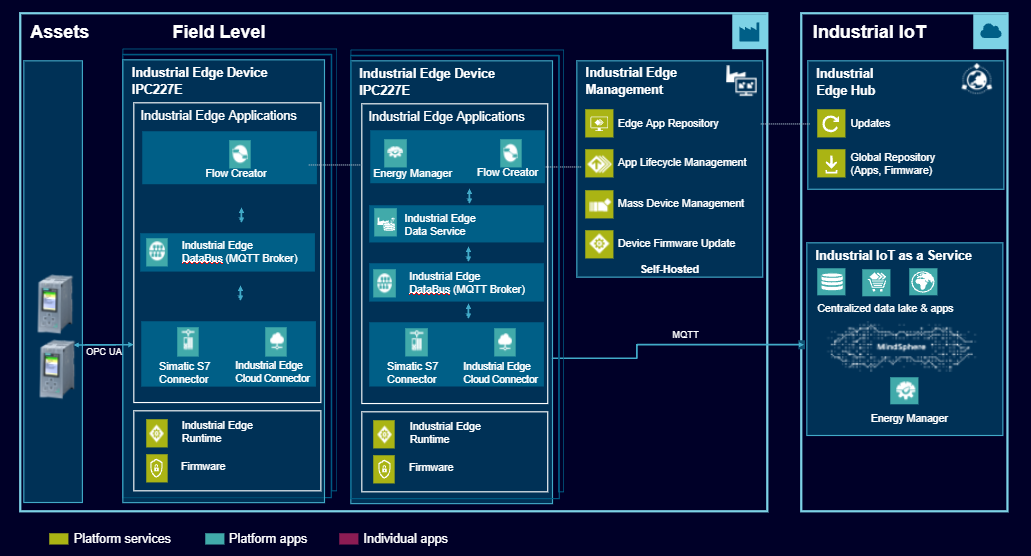 Assets
Field Level
Industrial IoT
Industrial Edge Device
IPC227E
Industrial Edge Applications
Flow Creator
Industrial Edge
DataBus (MQTT Broker)
Simatic S7
Connector
Industrial Edge
Cloud Connector
Industrial Edge
Runtime
Firmware
OPC UA
Industrial Edge Device
IPC227E
Industrial Edge Applications
Energy Manager
Flow Creator
Industrial Edge
Data Service
Industrial Edge
DataBus (MQTT Broker)
Simatic S7
Connector
Industrial Edge
Cloud Connector
Industrial Edge
Runtime
Firmware
Industrial Edge
Management
Edge App Repository
App Lifecycle Management
Mass Device Management
Device Firmware Update
Self-Hosted
MQTT
Industrial
Edge Hub
Updates
Global Repository
(Apps, Firmware)
Industrial IoT as a Service
Centralized data lake & apps
MindSphere
Energy Manager
Platform services
Platform apps
Individual apps